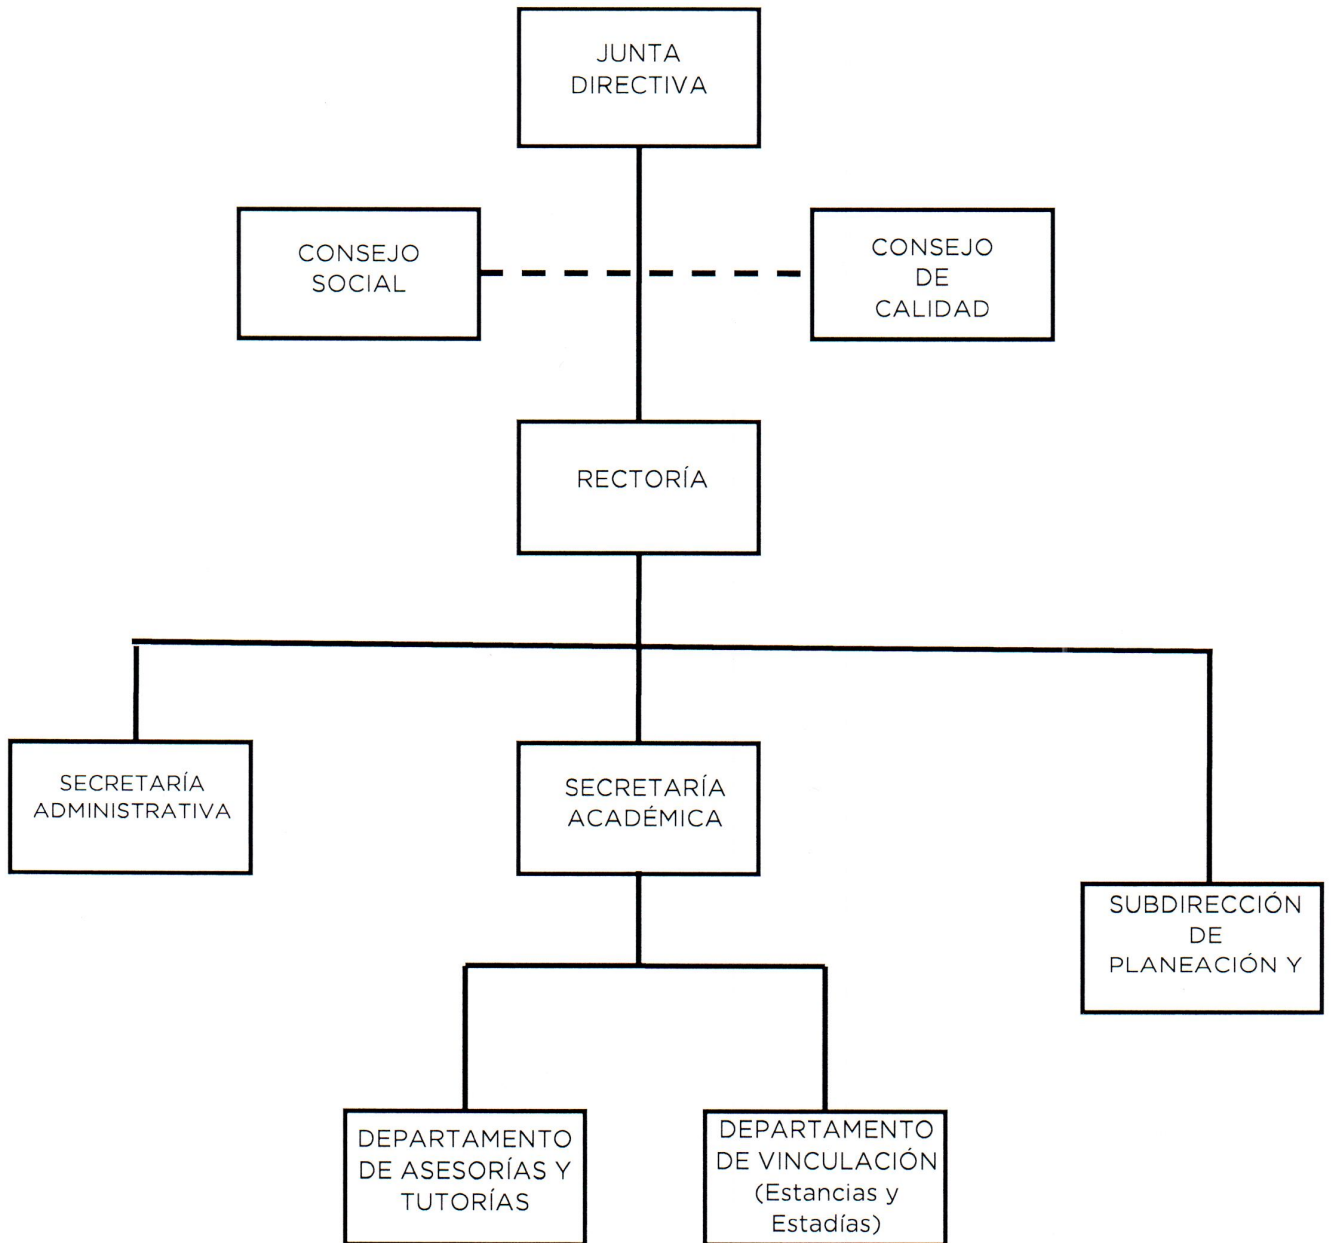 JUNTA
DIRECTIVA
CONSEJO
SOCIAL
CONSEJO
DE
CALIDAD
RECTORÍA
SECRETARÍA
ADMINISTRATIVA
SECRETARÍA
ACADÉMICA
SUBDIRECCIÓN
DE
PLANEACIÓN Y
DEPARTAMENTO
DE ASESORÍAS Y
TUTORÍAS
DEPARTAMENTO
DE VINCULACIÓN
(Estancias y
Estadías)